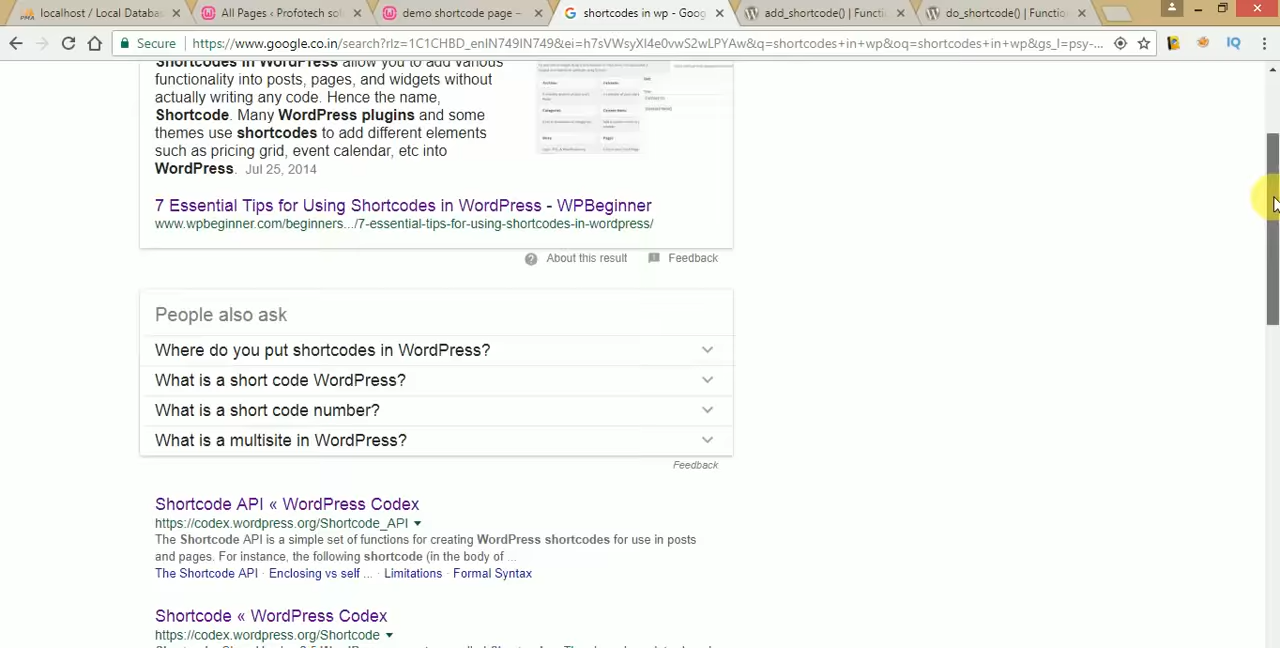 localhost / Local Databas
All Pages ‹ Profotech sol
demo shortcode page –
shortcodes in wp - Goog
add_shortcode() | Functi
do_shortcode() | Functio
Secure
https://www.google.co.in/search?rlz=1C1CHBD_enIN749IN749&ei=h7sVWsyXI4e0vwS2wLPYAw&q=shortcodes+in+wp&oq=shortcodes+in+wp&gs_l=psy-...
Shortcodes in WordPress allow you to add various
functionality into posts, pages, and widgets without
actually writing any code. Hence the name,
Shortcode. Many WordPress plugins and some
themes use shortcodes to add different elements
such as pricing grid, event calendar, etc into
WordPress. Jul 25, 2014
7 Essential Tips for Using Shortcodes in WordPress - WPBeginner
www.wpbeginner.com/beginners.../7-essential-tips-for-using-shortcodes-in-wordpress/
About this result
Feedback
People also ask
Where do you put shortcodes in WordPress?
What is a short code WordPress?
What is a short code number?
What is a multisite in WordPress?
Feedback
Shortcode API « WordPress Codex
https://codex.wordpress.org/Shortcode_API
The Shortcode API is a simple set of functions for creating WordPress shortcodes for use in posts
and pages. For instance, the following shortcode (in the body of ...
The Shortcode API · Enclosing vs self ... · Limitations · Formal Syntax
Shortcode « WordPress Codex
https://codex.wordpress.org/Shortcode